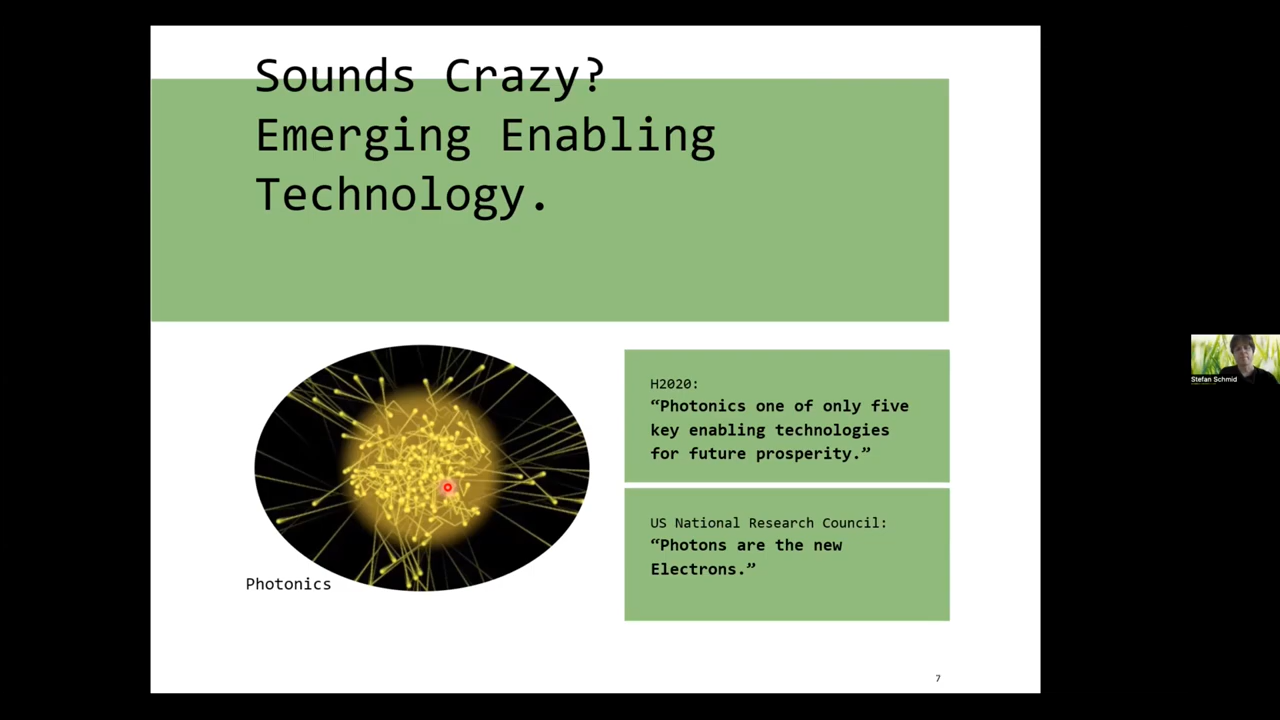 Sounds Crazy?
Emerging Enabling
Technology.
Photonics
H2020:
“Photonics one of only five
key enabling technologies
for future prosperity.”
US National Research Council:
“Photons are the new
Electrons.”
7
Stefan Schmid